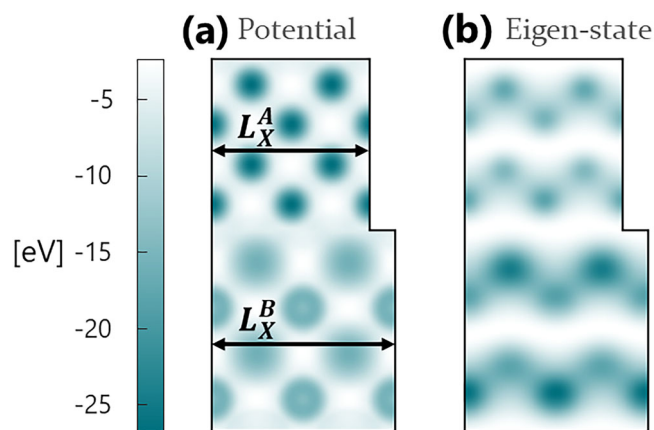 (a) Potential
(b) Eigen-state
-5
-10
-15
-20
-25
[eV]
L_X^A
L_X^B